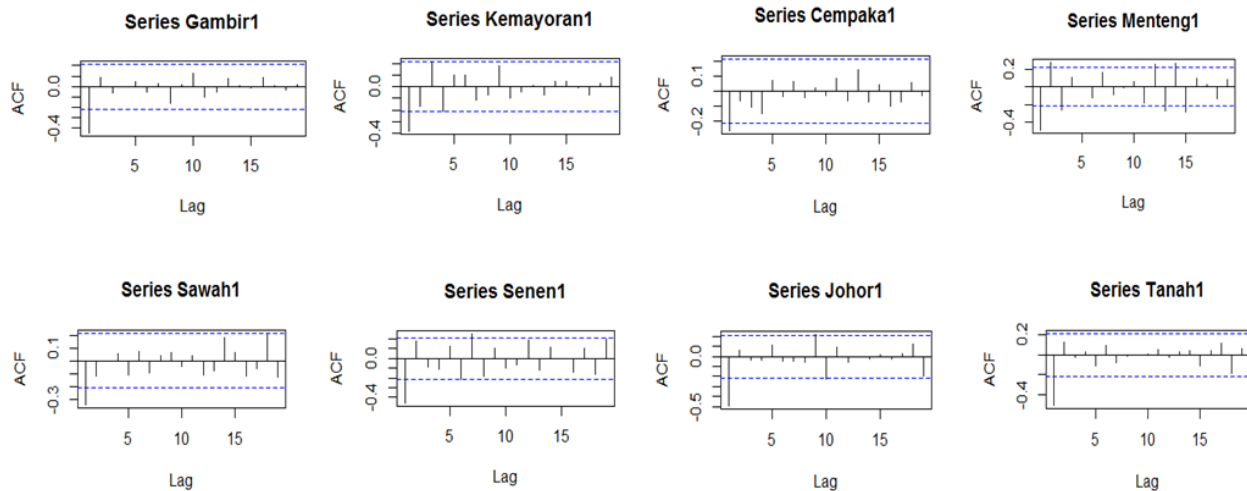 Series Gambir1
ACF
0.0
-0.4
5
10
15
Lag
Series Kemayoran1
ACF
0.0
-0.4
5
10
15
Lag
Series Cempaka1
ACF
0.1
-0.2
5
10
15
Lag
Series Menteng1
ACF
0.2
-0.4
5
10
15
Lag
Series Sawah1
ACF
0.1
-0.3
5
10
15
Lag
Series Senen1
ACF
0.0
-0.4
5
10
15
Lag
Series Johor1
ACF
0.0
-0.5
5
10
15
Lag
Series Tanah1
ACF
0.2
-0.4
5
10
15
Lag